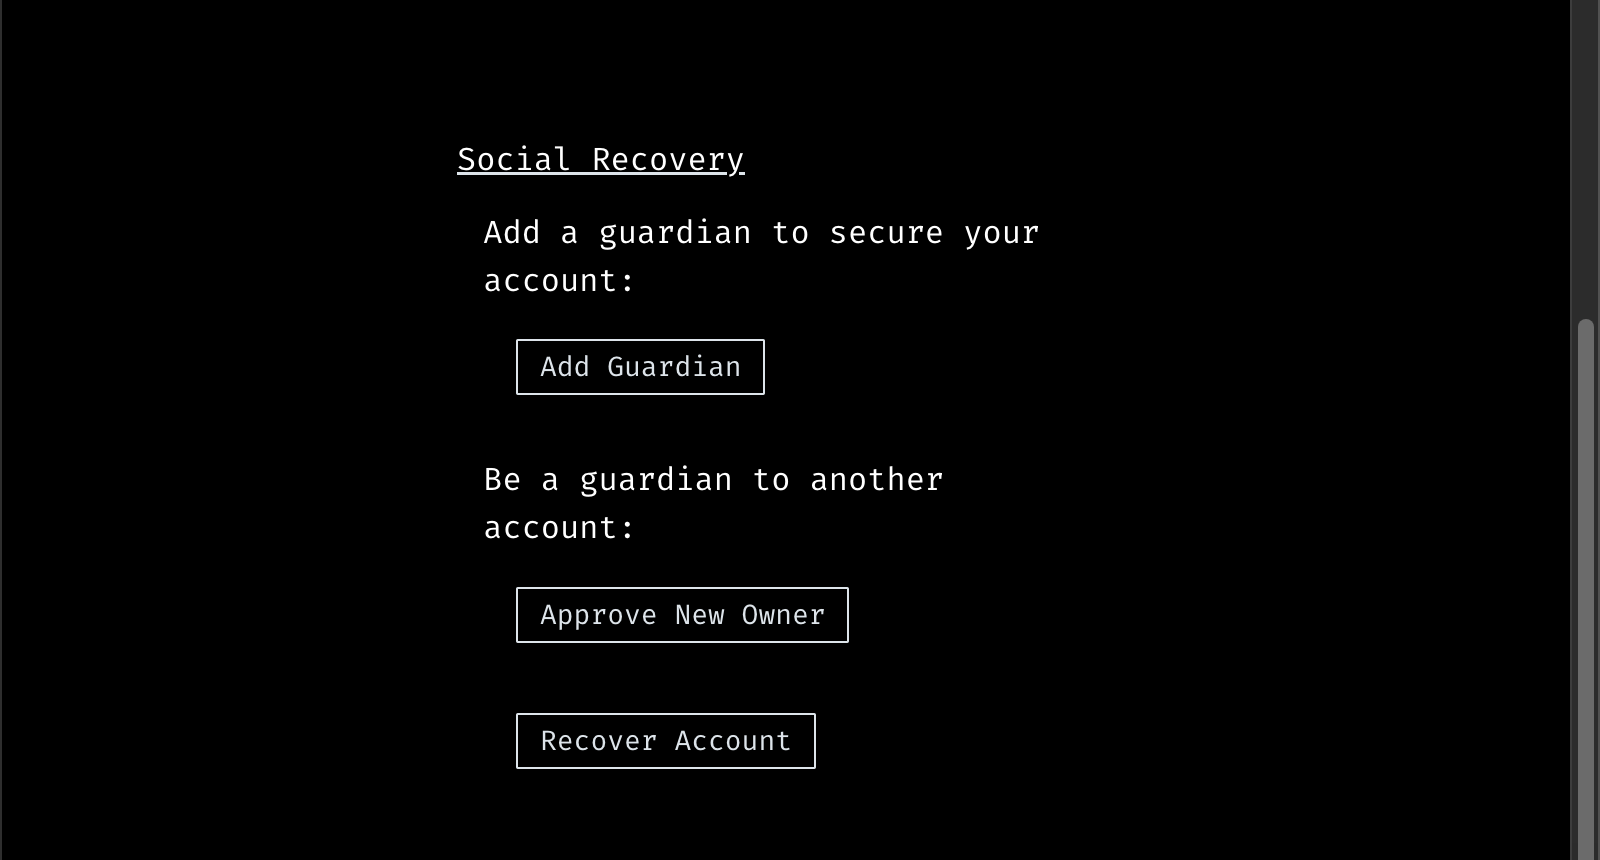 Social Recovery
Add a guardian to secure your
account:
Add Guardian
Be a guardian to another
account:
Approve New Owner
Recover Account